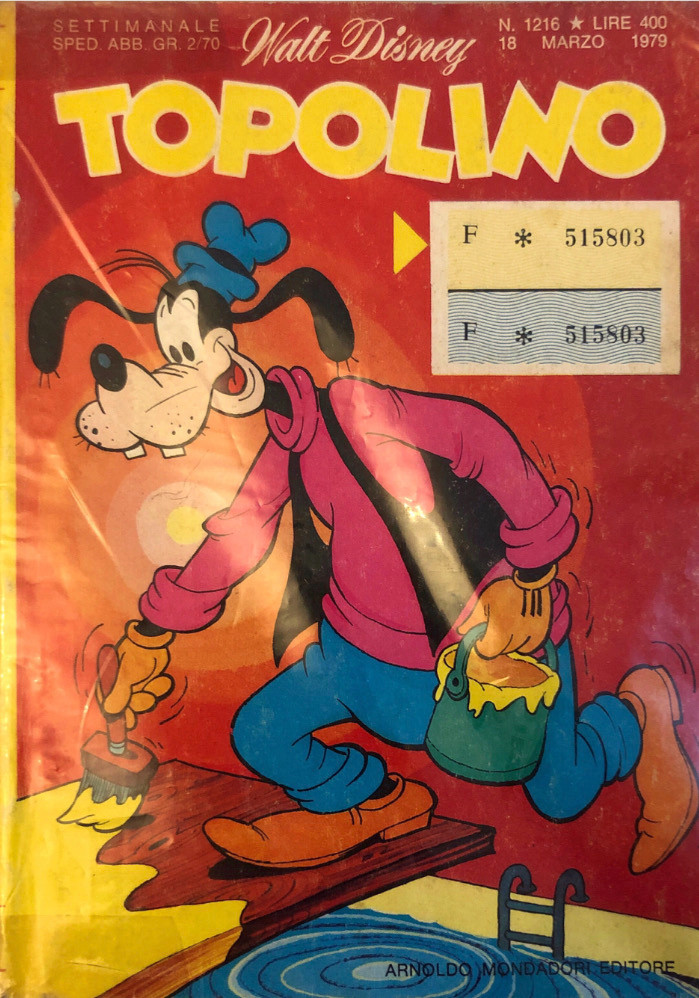 SETTIMANALE
SPED. ABB. GR. 2/70
Walt Disney
N. 1216 ★ LIRE 400
18 MARZO 1979
TOPOLINO
F * 515803
F * 515803
ARNOLDO MONDADORI EDITORE